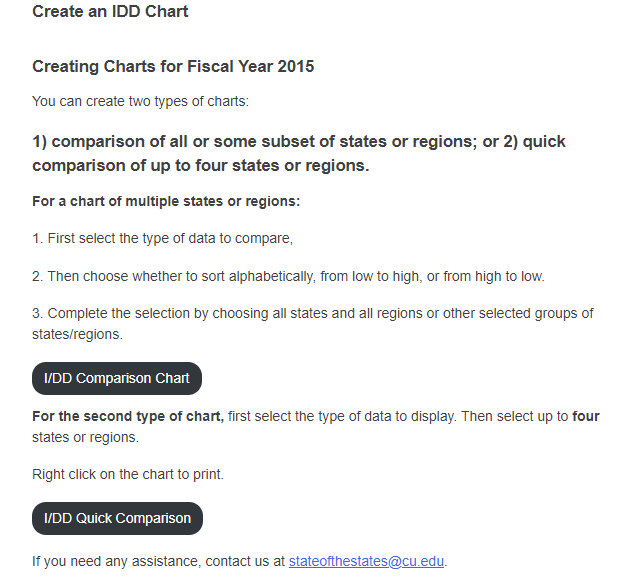 Create an IDD Chart
Creating Charts for Fiscal Year 2015
You can create two types of charts:
1) comparison of all or some subset of states or regions; or 2) quick
comparison of up to four states or regions.
For a chart of multiple states or regions:
1. First select the type of data to compare,
2. Then choose whether to sort alphabetically, from low to high, or from high to low.
3. Complete the selection by choosing all states and all regions or other selected groups of
states/regions.
I/DD Comparison Chart
For the second type of chart, first select the type of data to display. Then select up to four
states or regions.
Right click on the chart to print.
I/DD Quick Comparison
If you need any assistance, contact us at stateofthestates@cu.edu.